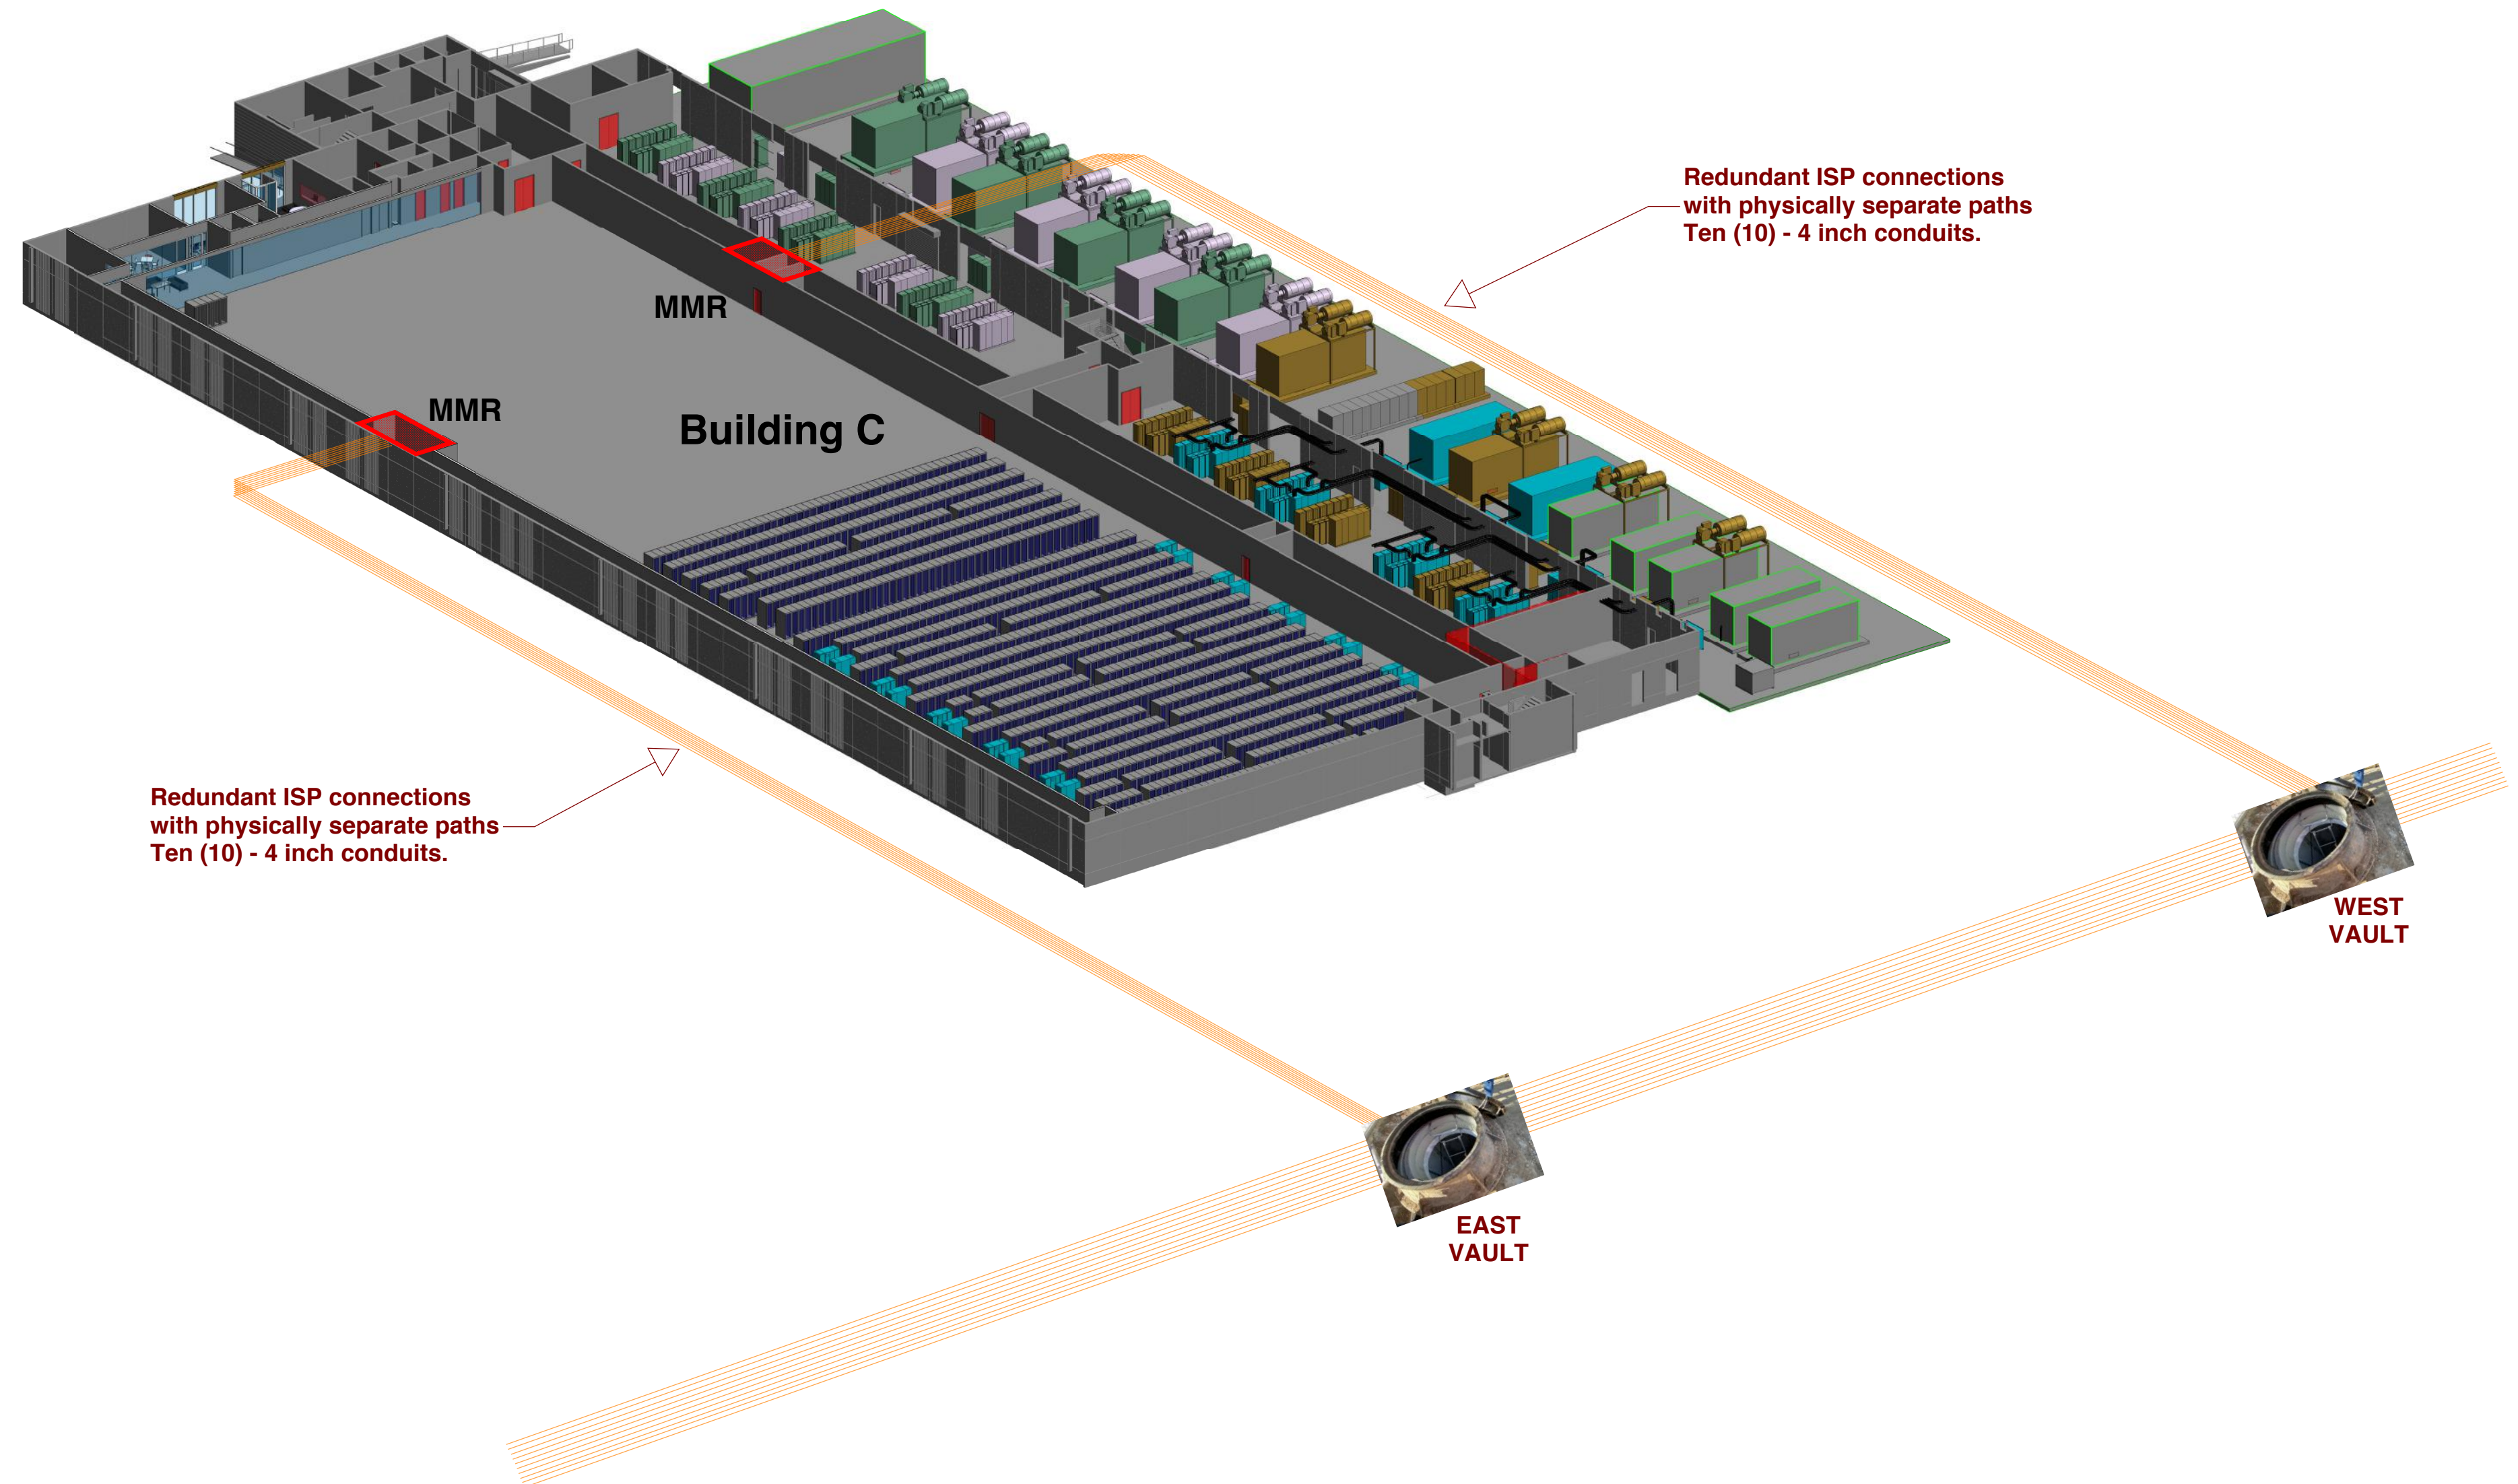 Redundant ISP connections
with physically separate paths
Ten (10) - 4 inch conduits.
MMR
MMR
Building C
Redundant ISP connections
with physically separate paths
Ten (10) - 4 inch conduits.
WEST
VAULT
EAST
VAULT